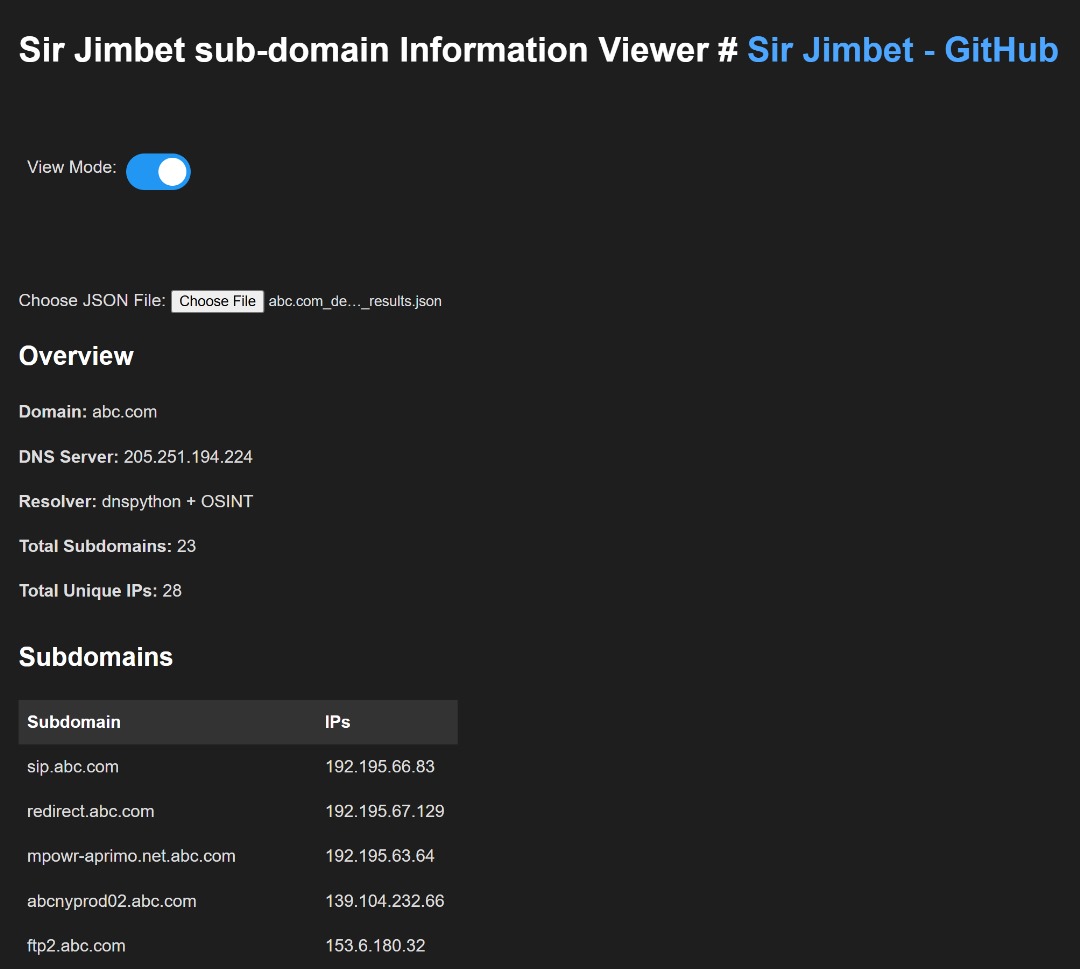 Sir Jimbet sub-domain Information Viewer # Sir Jimbet - GitHub
View Mode:
Choose JSON File: Choose File abc.com_de…_results.json
Overview
Domain: abc.com
DNS Server: 205.251.194.224
Resolver: dnspython + OSINT
Total Subdomains: 23
Total Unique IPs: 28
Subdomains
Subdomain IPs
sip.abc.com 192.195.66.83
redirect.abc.com 192.195.67.129
mpowr-aprimo.net.abc.com 192.195.63.64
abcnyprod02.abc.com 139.104.232.66
ftp2.abc.com 153.6.180.32